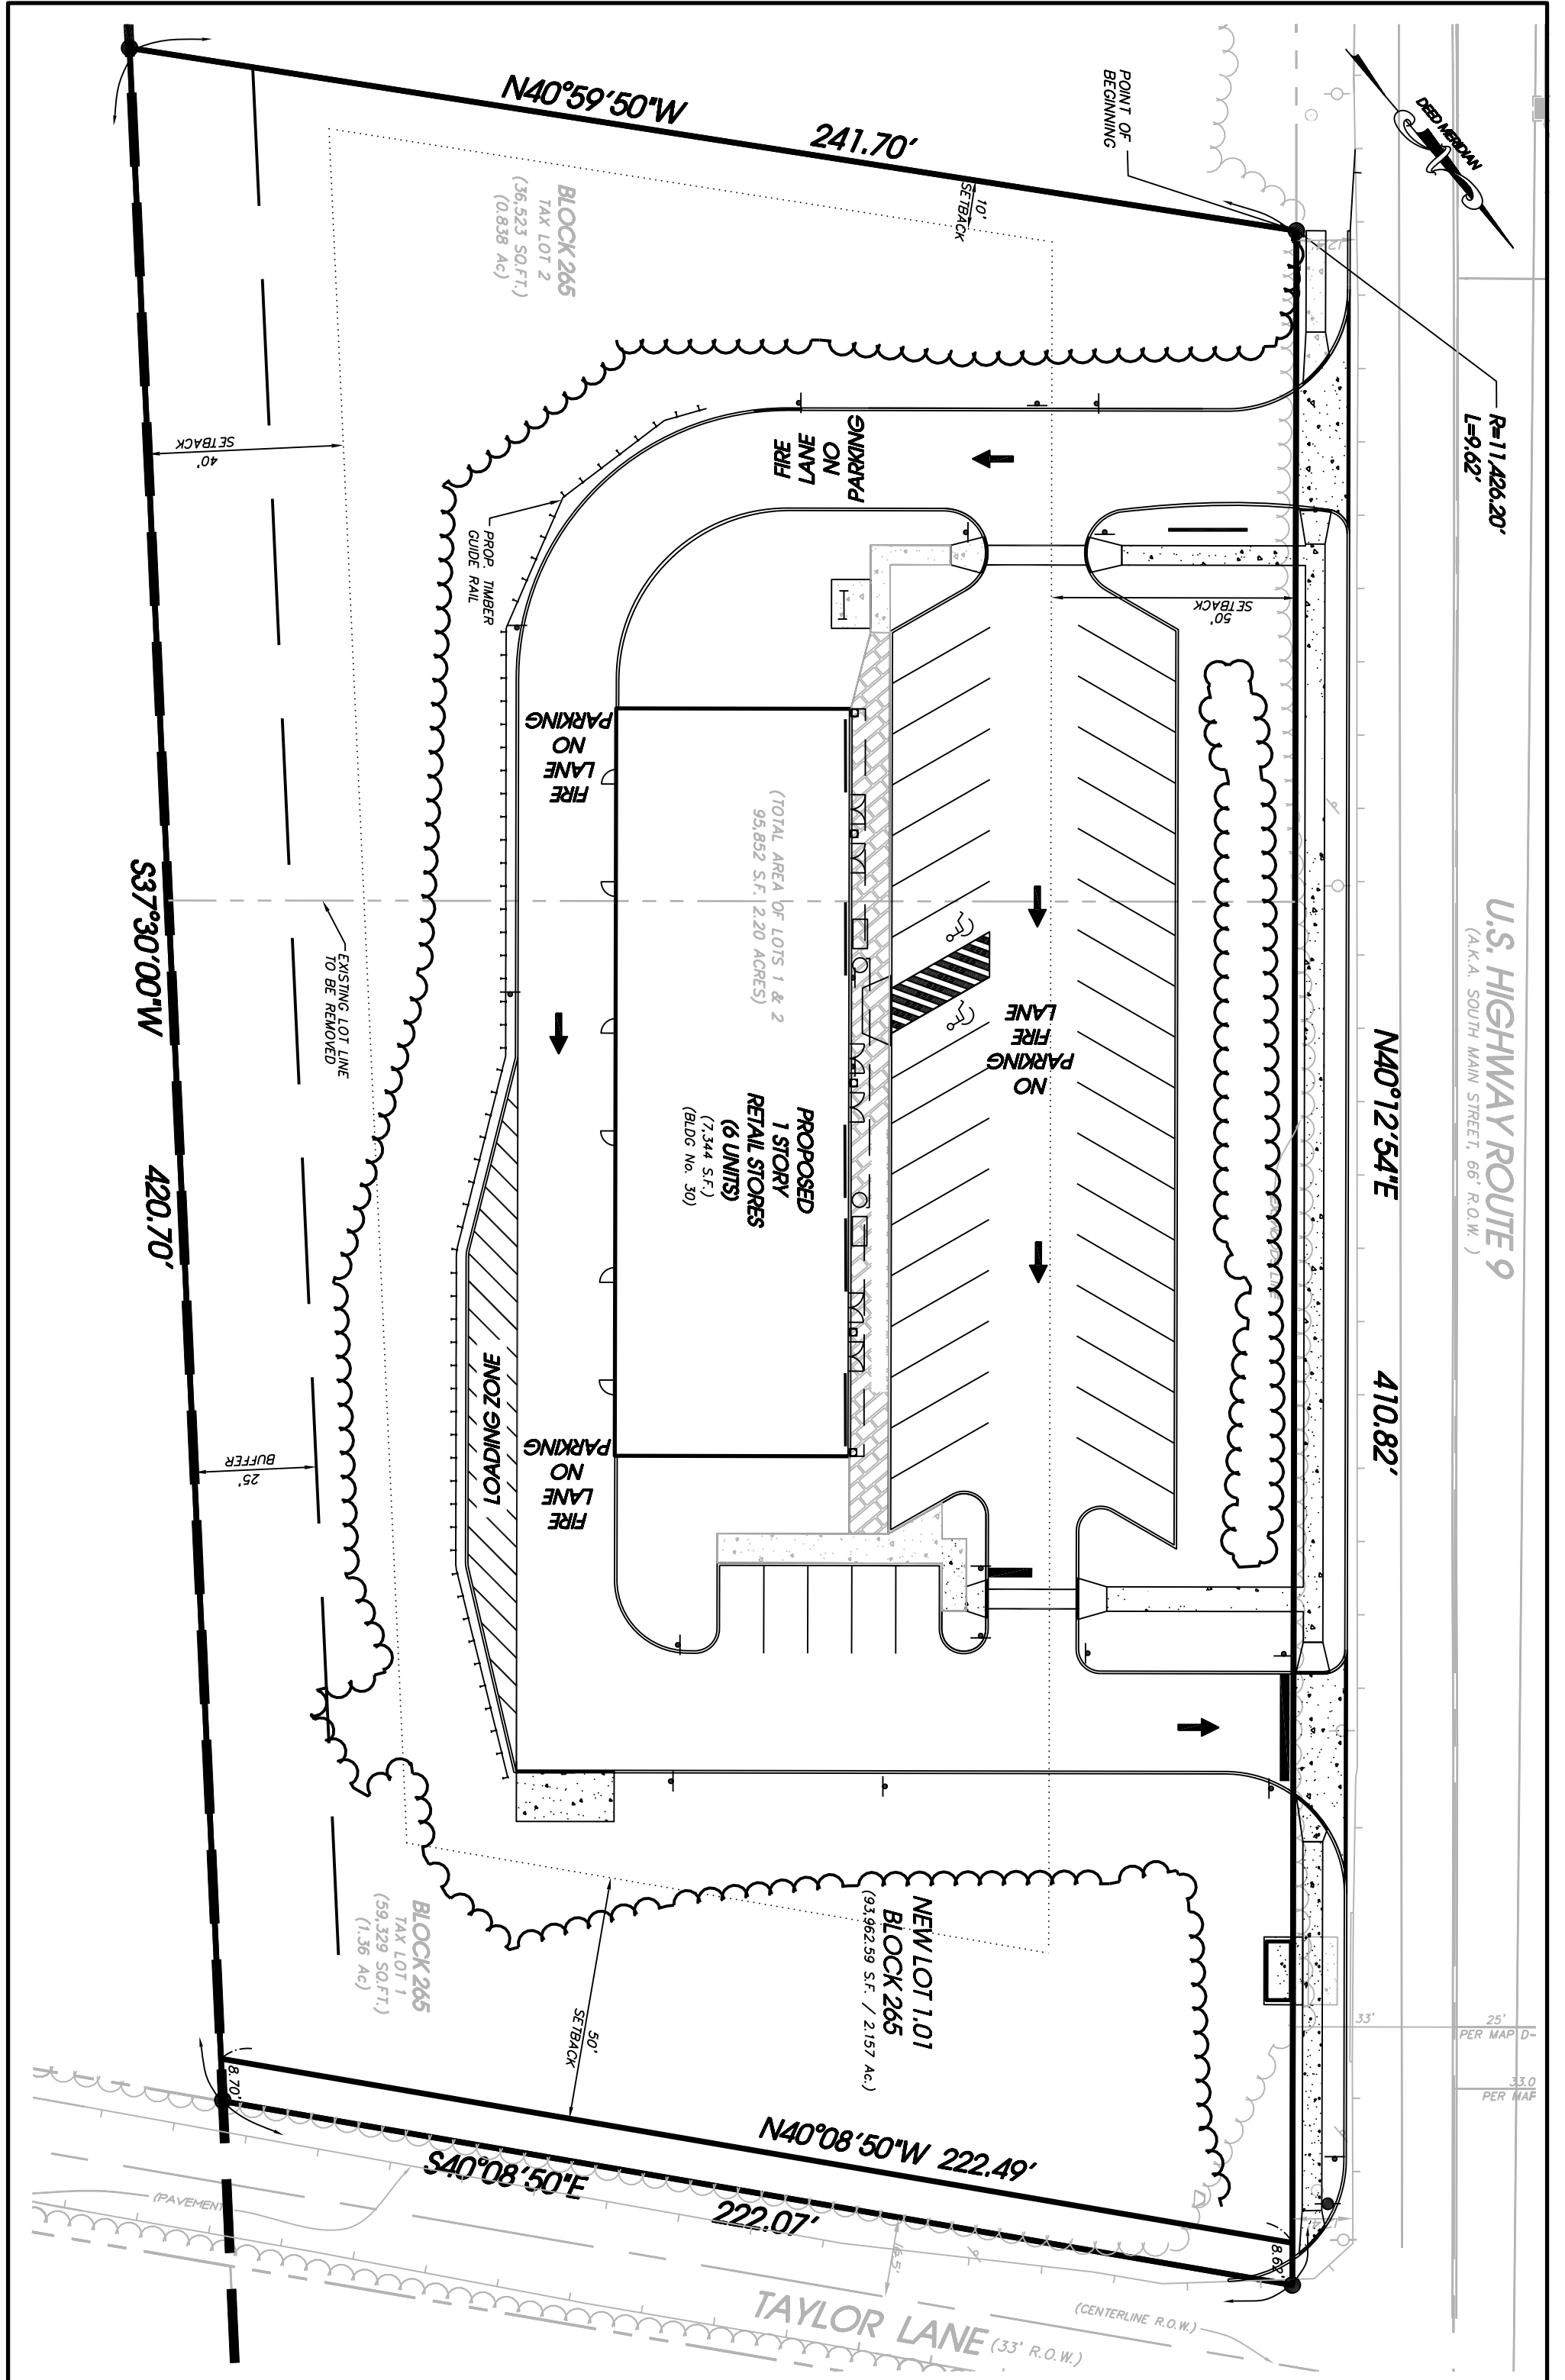 DEED MERIDIAN
POINT OF
BEGINNING
N40°59'50"W 241.70'
10'
SETBACK
R=11,426.20'
L=9.62'
U.S. HIGHWAY ROUTE 9
(A.K.A. SOUTH MAIN STREET, 66' R.O.W. )
N40°12'54"E 410.82'
BLOCK 265
TAX LOT 2
(36,523 SQ.FT.)
(0.838 Ac)
FIRE
LANE
NO
PARKING
PROP. TIMBER
GUIDE RAIL
40'
SETBACK
50'
SETBACK
FIRE
LANE
NO
PARKING
(TOTAL AREA OF LOTS 1 & 2
95,852 S.F. 2.20 ACRES)
NO
PARKING
FIRE
LANE
EXISTING LOT LINE
TO BE REMOVED
S37°30'00"W 420.70'
PROPOSED
1 STORY
RETAIL STORES
(6 UNITS)
(7,344 S.F.)
(BLDG No. 30)
LOADING ZONE
FIRE
LANE
NO
PARKING
25'
BUFFER
BLOCK 265
TAX LOT 1
(59,329 SQ.FT.)
(1.36 Ac)
NEW LOT 1.01
BLOCK 265
(93,962.59 S.F. / 2.157 Ac.)
50'
SETBACK
33'
25'
PER MAP D-
33.0
PER MAP
8.70'
N40°08'50"W 222.49'
S40°08'50"E 222.07'
8.62'
(PAVEMENT)
16.5'
TAYLOR LANE (33' R.O.W.)
(CENTERLINE R.O.W.)